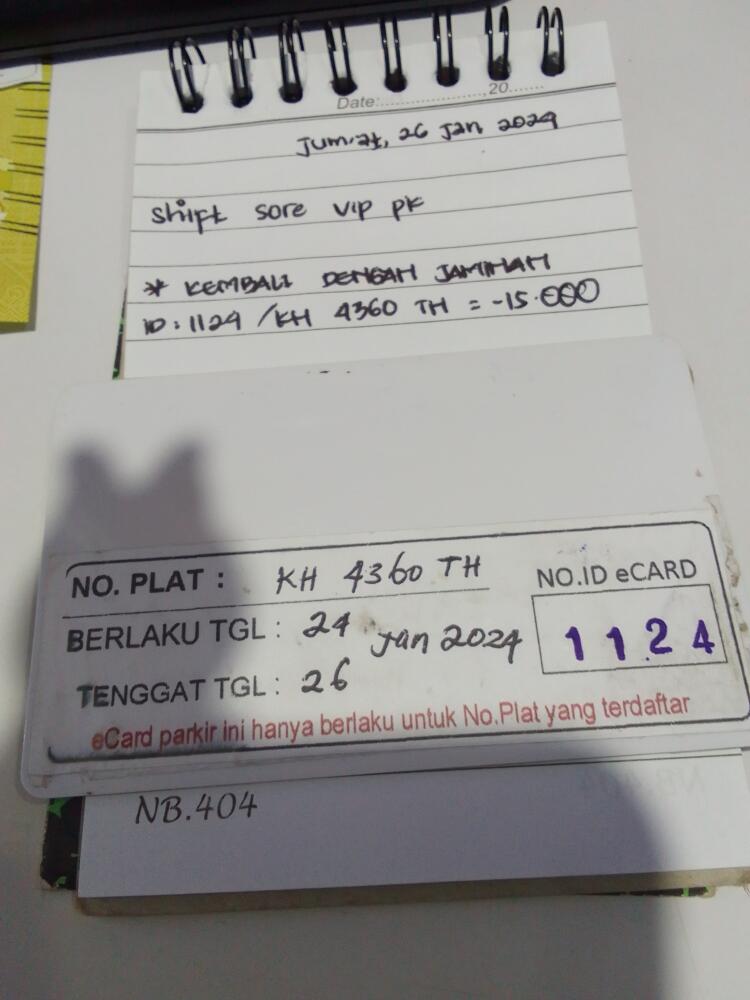 Date:................,20.......
Jum'at, 26 Jan 2024
Shift sore VIP PK
* KEMBALI DENGAN JAMINAN
ID : 1124 / KH 4360 TH = -15.000
NO. PLAT : KH 4360 TH
NO.ID eCARD
BERLAKU TGL : 24 Jan 2024
1124
TENGGAT TGL : 26
eCard parkir ini hanya berlaku untuk No.Plat yang terdaftar
NB.404